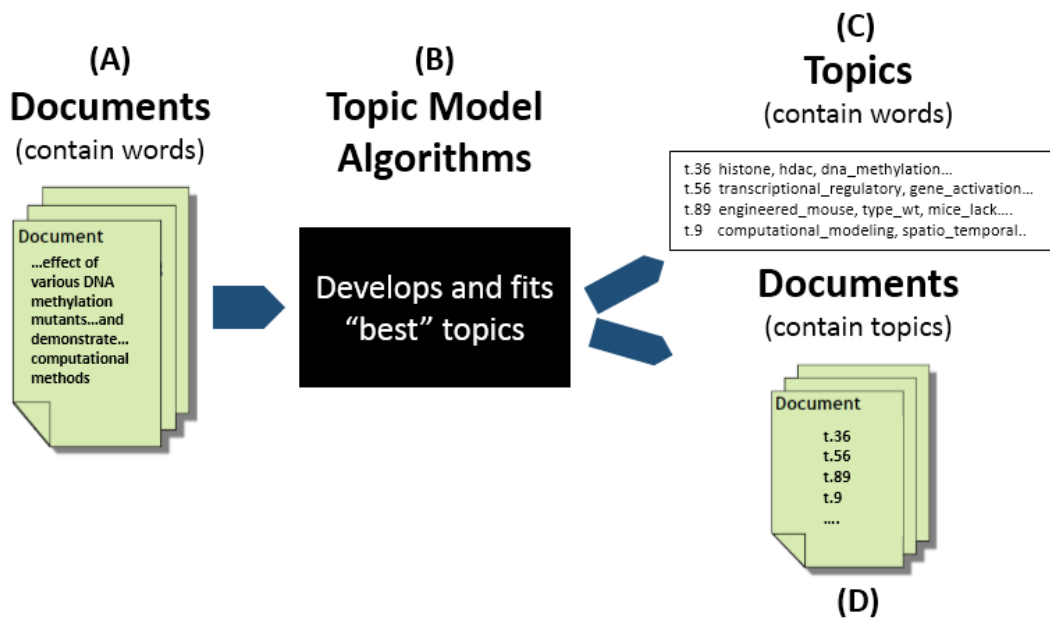 (A)
Documents
(contain words)
Document
...effect of
various DNA
methylation
mutants...and
demonstrate...
computational
methods
(B)
Topic Model
Algorithms
Develops and fits
“best” topics
(C)
Topics
(contain words)
t.36 histone, hdac, dna_methylation...
t.56 transcriptional_regulatory, gene_activation...
t.89 engineered_mouse, type_wt, mice_lack....
t.9 computational_modeling, spatio_temporal..
Documents
(contain topics)
Document
t.36
t.56
t.89
t.9
....
(D)